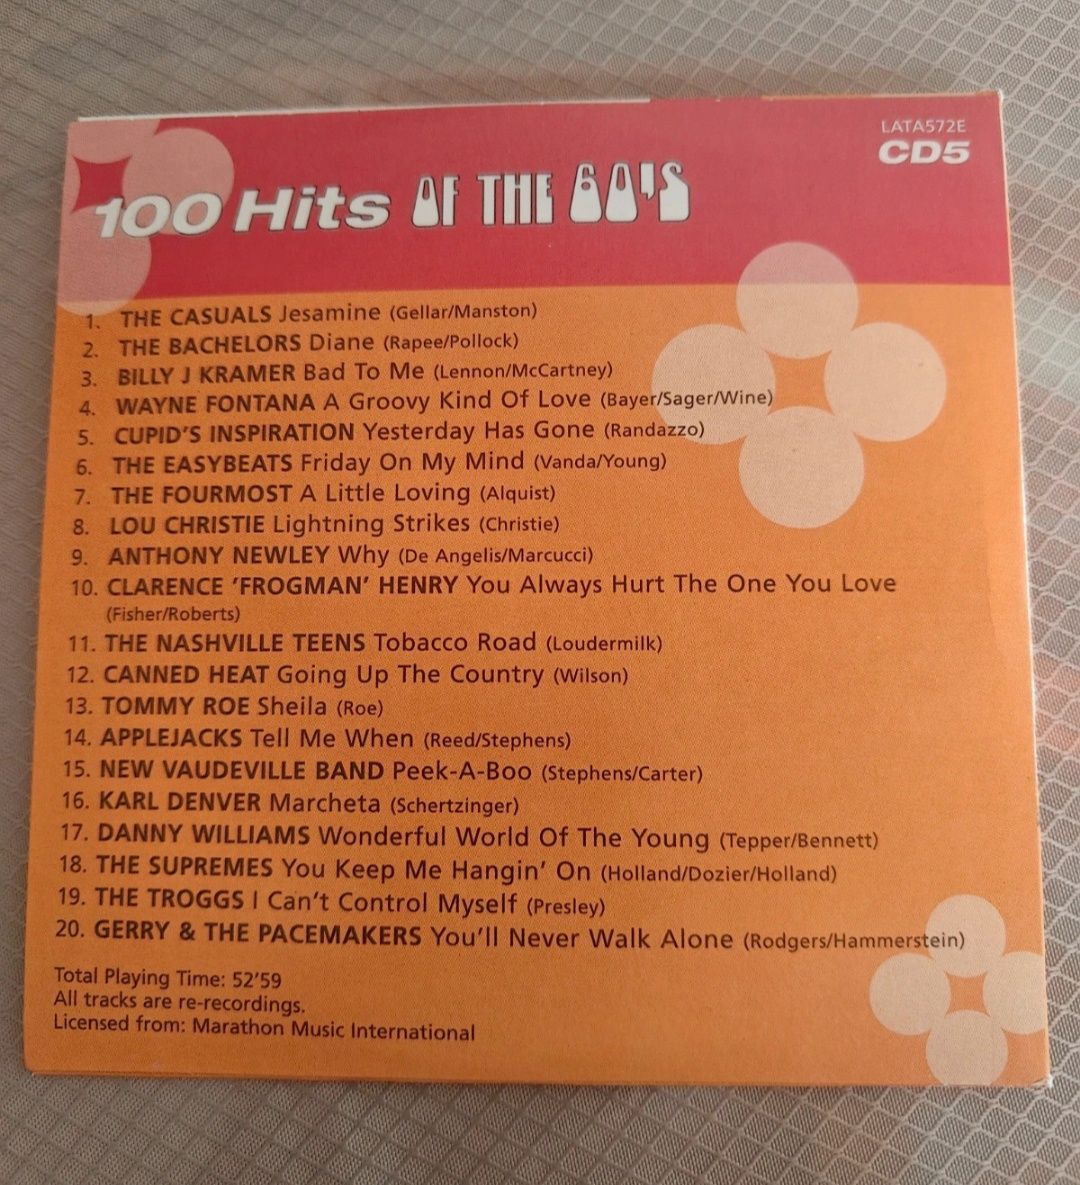 LATA572E
CD5
100 Hits OF THE 60'S
1. THE CASUALS Jesamine (Gellar/Manston)
2. THE BACHELORS Diane (Rapee/Pollock)
3. BILLY J KRAMER Bad To Me (Lennon/McCartney)
4. WAYNE FONTANA A Groovy Kind Of Love (Bayer/Sager/Wine)
5. CUPID'S INSPIRATION Yesterday Has Gone (Randazzo)
6. THE EASYBEATS Friday On My Mind (Vanda/Young)
7. THE FOURMOST A Little Loving (Alquist)
8. LOU CHRISTIE Lightning Strikes (Christie)
9. ANTHONY NEWLEY Why (De Angelis/Marcucci)
10. CLARENCE 'FROGMAN' HENRY You Always Hurt The One You Love
(Fisher/Roberts)
11. THE NASHVILLE TEENS Tobacco Road (Loudermilk)
12. CANNED HEAT Going Up The Country (Wilson)
13. TOMMY ROE Sheila (Roe)
14. APPLEJACKS Tell Me When (Reed/Stephens)
15. NEW VAUDEVILLE BAND Peek-A-Boo (Stephens/Carter)
16. KARL DENVER Marcheta (Schertzinger)
17. DANNY WILLIAMS Wonderful World Of The Young (Tepper/Bennett)
18. THE SUPREMES You Keep Me Hangin' On (Holland/Dozier/Holland)
19. THE TROGGS I Can't Control Myself (Presley)
20. GERRY & THE PACEMAKERS You'll Never Walk Alone (Rodgers/Hammerstein)
Total Playing Time: 52'59
All tracks are re-recordings.
Licensed from: Marathon Music International